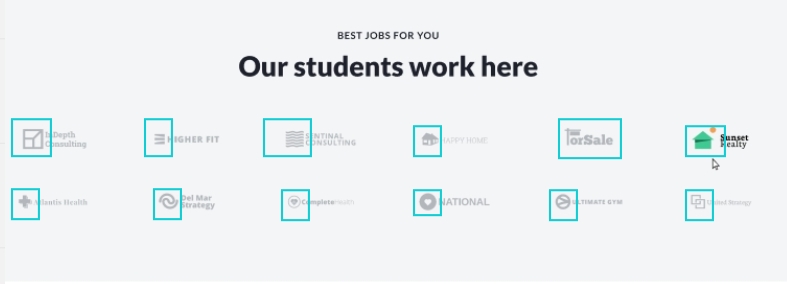 BEST JOBS FOR YOU
Our students work here
InDepth
Consulting
HIGHER FIT
SENTINAL
CONSULTING
HAPPY HOME
forSale
Sunset
Realty
Atlantis Health
Del Mar
Strategy
CompleteHealth
NATIONAL
ULTIMATE GYM
United Strategy